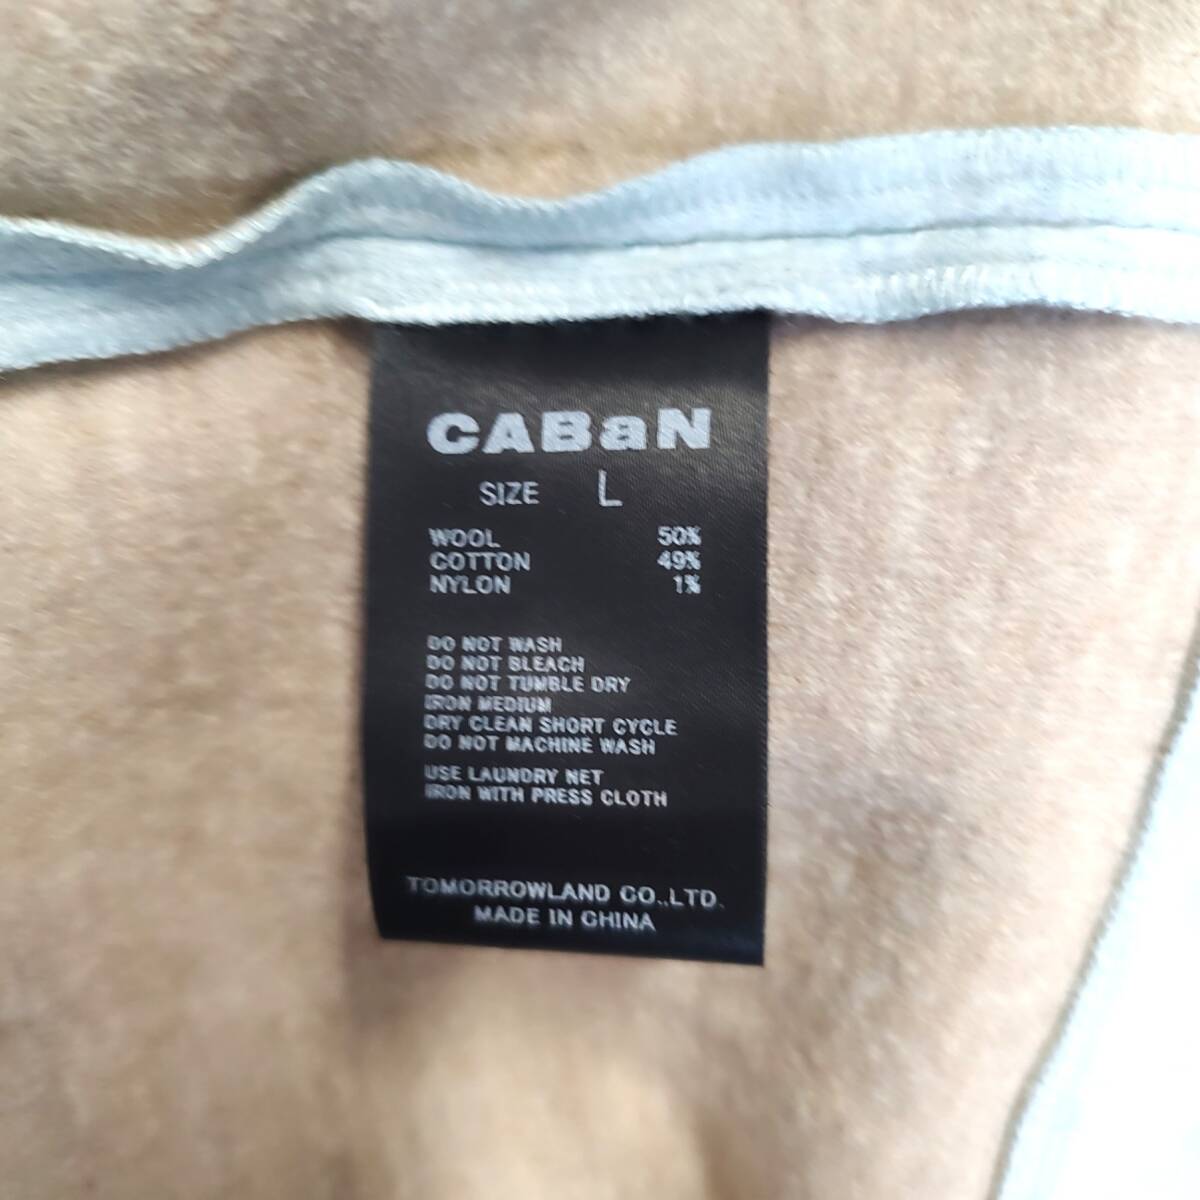 CABaN
SIZE L
WOOL 50%
COTTON 49%
NYLON 1%
DO NOT WASH
DO NOT BLEACH
DO NOT TUMBLE DRY
IRON MEDIUM
DRY CLEAN SHORT CYCLE
DO NOT MACHINE WASH
USE LAUNDRY NET
IRON WITH PRESS CLOTH
TOMORROWLAND CO.,LTD.
MADE IN CHINA